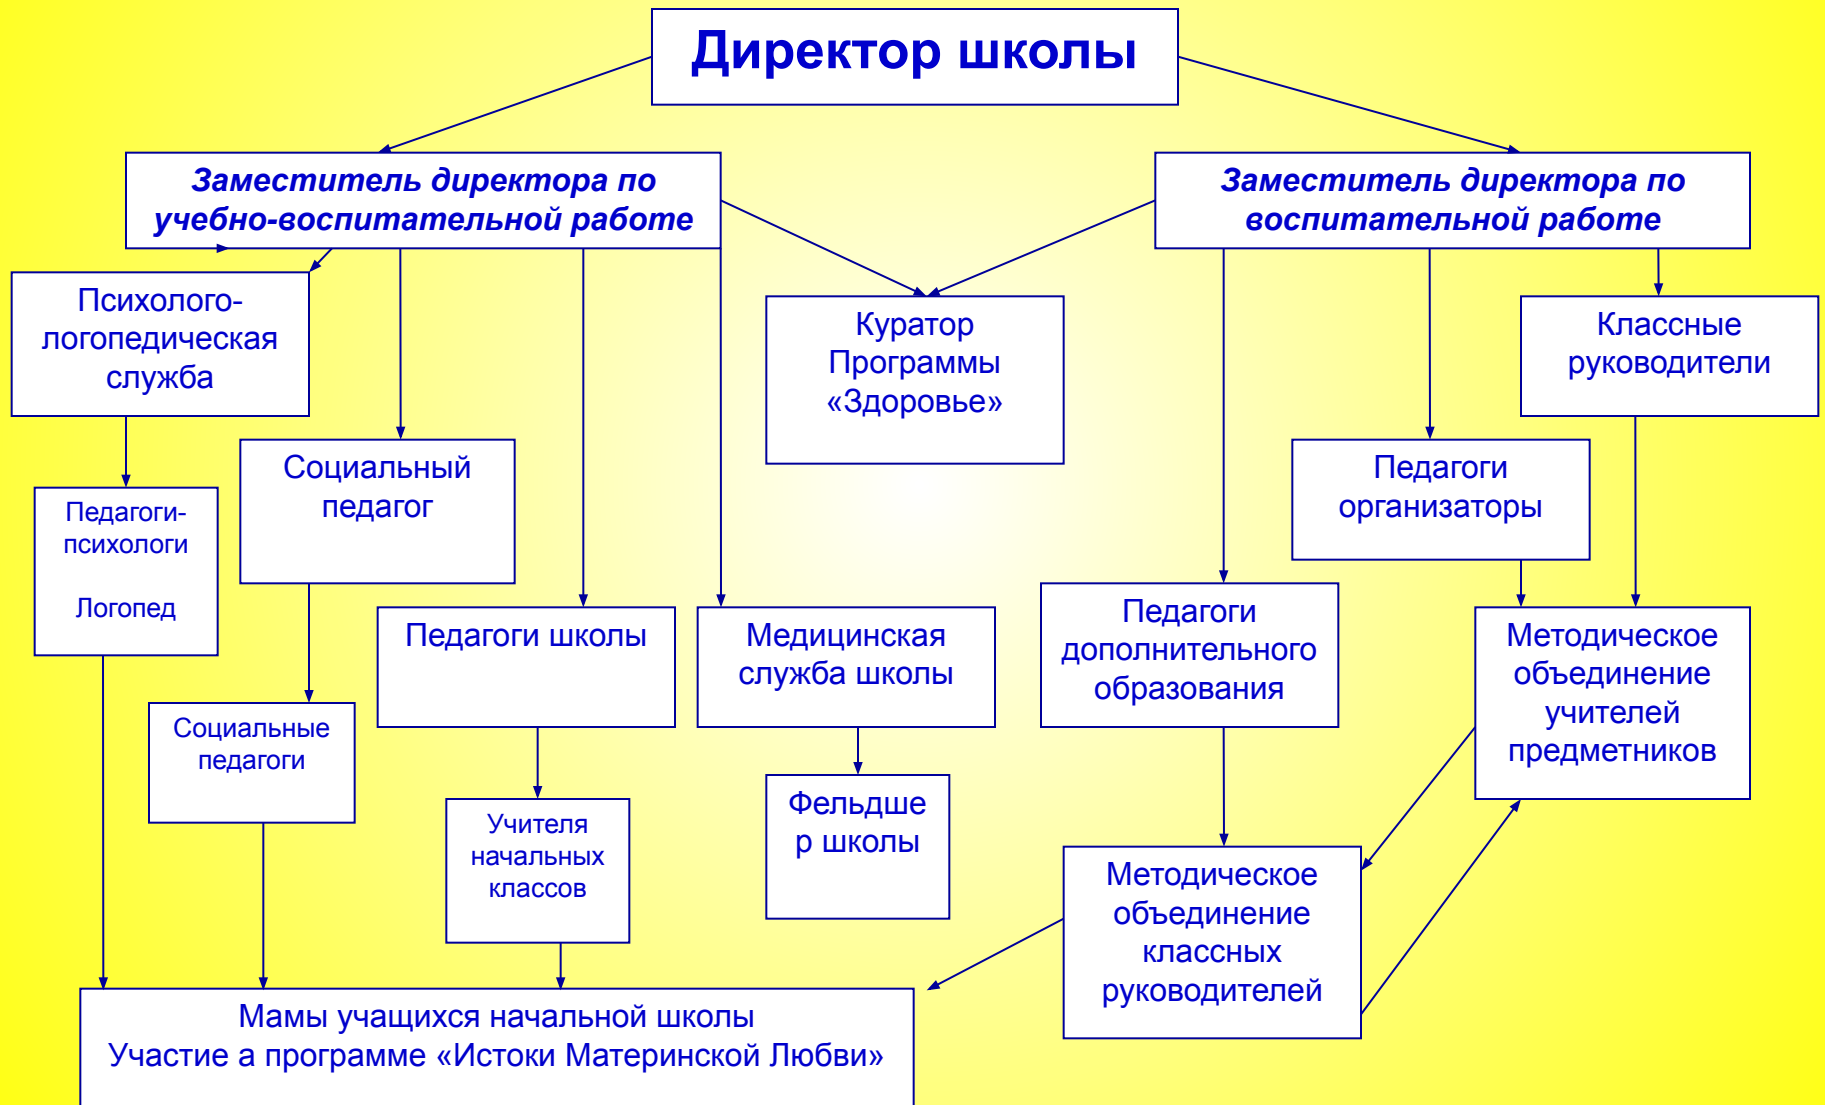 Директор школы
Заместитель директора по
учебно-воспитательной работе
Заместитель директора по
воспитательной работе
Психолого-
логопедическая
служба
Куратор
Программы
«Здоровье»
Классные
руководители
Социальный
педагог
Педагоги
организаторы
Педагоги-
психологи
Логопед
Педагоги школы
Медицинская
служба школы
Педагоги
дополнительного
образования
Методическое
объединение
учителей
предметников
Социальные
педагоги
Учителя
начальных
классов
Фельдше
р школы
Методическое
объединение
классных
руководителей
Мамы учащихся начальной школы
Участие а программе «Истоки Материнской Любви»